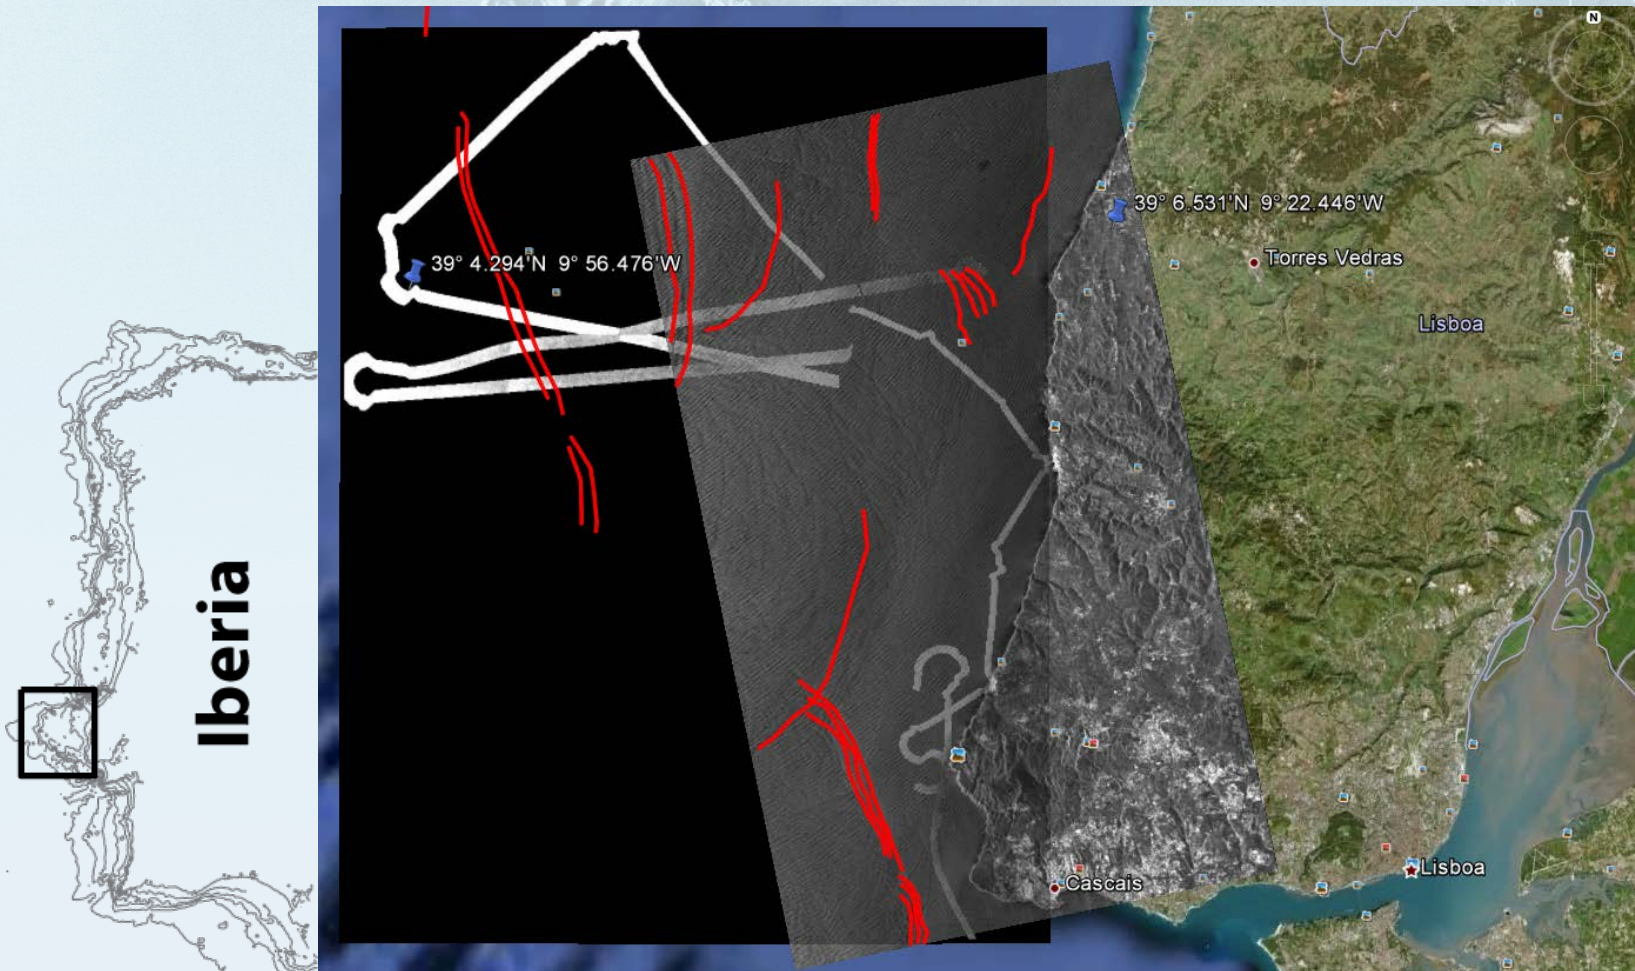 N
39° 6.531'N 9° 22.446'W
39° 4.294'N 9° 56.476'W
Torres Vedras
Lisboa
Iberia
Lisboa
Cascais